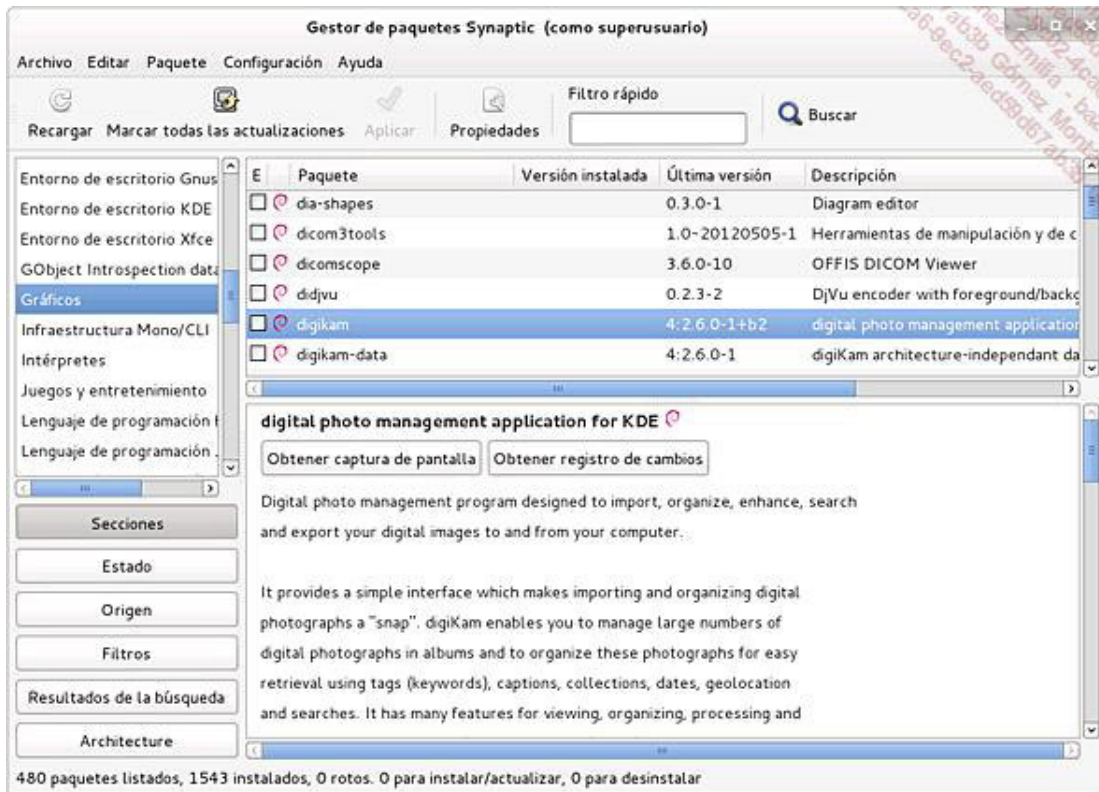 Gestor de paquetes Synaptic (como superusuario)
Archivo Editar Paquete Configuración Ayuda
Recargar Marcar todas las actualizaciones Aplicar Propiedades Filtro rápido Buscar
Entorno de escritorio Gnus
Entorno de escritorio KDE
Entorno de escritorio Xfce
GObject Introspection data
Gráficos
Infraestructura Mono/CLI
Intérpretes
Juegos y entretenimiento
Lenguaje de programación
Lenguaje de programación
Secciones
Estado
Origen
Filtros
Resultados de la búsqueda
Architecture
E Paquete Versión instalada Última versión Descripción
dia-shapes 0.3.0-1 Diagram editor
dicom3tools 1.0-20120505-1 Herramientas de manipulación y de c
dicomscope 3.6.0-10 OFFIS DICOM Viewer
didjvu 0.2.3-2 DjVu encoder with foreground/backg
digikam 4:2.6.0-1+b2 digital photo management application
digikam-data 4:2.6.0-1 digiKam architecture-independant da
digital photo management application for KDE
Obtener captura de pantalla Obtener registro de cambios
Digital photo management program designed to import, organize, enhance, search
and export your digital images to and from your computer.
It provides a simple interface which makes importing and organizing digital
photographs a "snap". digiKam enables you to manage large numbers of
digital photographs in albums and to organize these photographs for easy
retrieval using tags (keywords), captions, collections, dates, geolocation
and searches. It has many features for viewing, organizing, processing and
480 paquetes listados, 1543 instalados, 0 rotos. 0 para instalar/actualizar, 0 para desinstalar